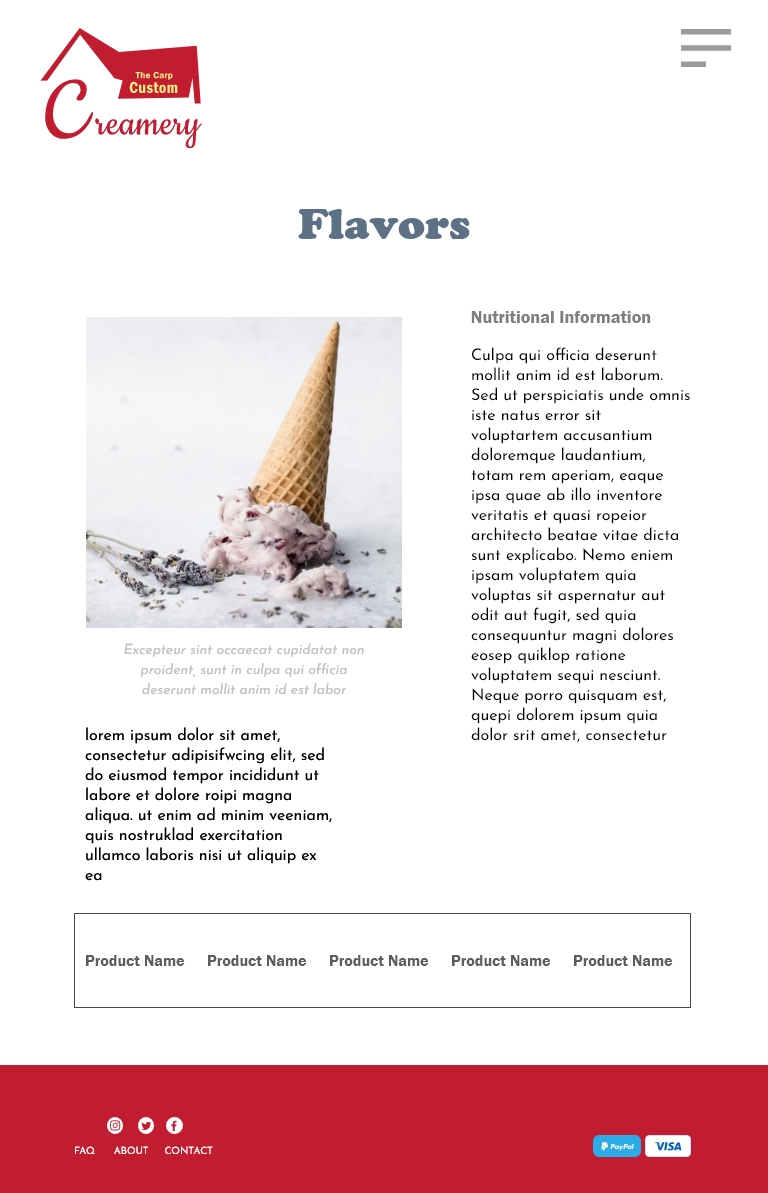 The Carp
Custom
Creamery
Flavors
Excepteur sint occaecat cupidatat non
proident, sunt in culpa qui officia
deserunt mollit anim id est labor
lorem ipsum dolor sit amet,
consectetur adipisifwcing elit, sed
do eiusmod tempor incididunt ut
labore et dolore roipi magna
aliqua. ut enim ad minim veeniam,
quis nostruklad exercitation
ullamco laboris nisi ut aliquip ex
ea
Nutritional Information
Culpa qui officia deserunt
mollit anim id est laborum.
Sed ut perspiciatis unde omnis
iste natus error sit
voluptartem accusantium
doloremque laudantium,
totam rem aperiam, eaque
ipsa quae ab illo inventore
veritatis et quasi ropeior
architecto beatae vitae dicta
sunt explicabo. Nemo eniem
ipsam voluptatem quia
voluptas sit aspernatur aut
odit aut fugit, sed quia
consequuntur magni dolores
eosep quiklop ratione
voluptatem sequi nesciunt.
Neque porro quisquam est,
quepi dolorem ipsum quia
dolor srit amet, consectetur
Product Name Product Name Product Name Product Name Product Name
FAQ ABOUT CONTACT
PayPal VISA